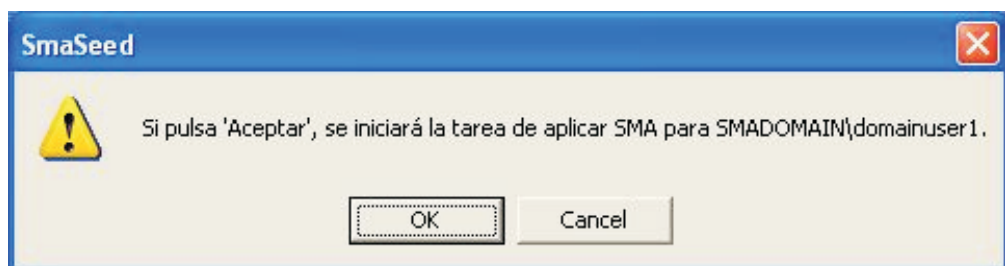 SmaSeed
Si pulsa 'Aceptar', se iniciará la tarea de aplicar SMA para SMADOMAIN\domainuser1.
OK Cancel